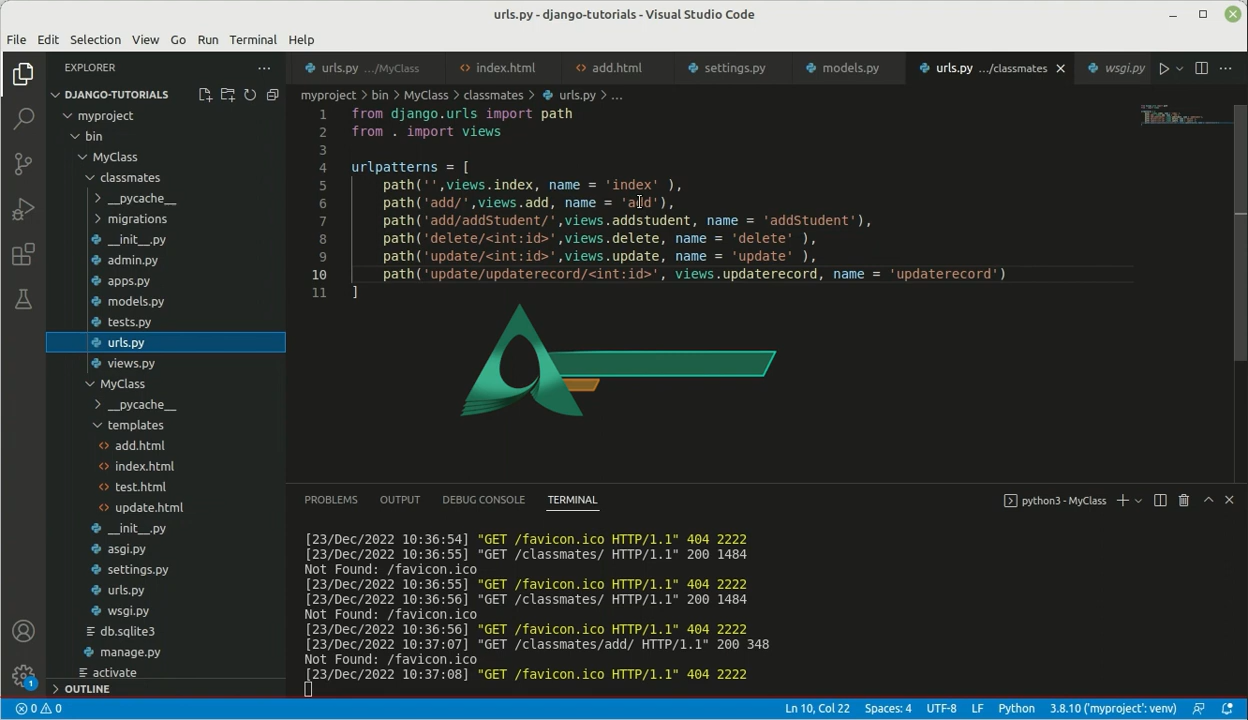 urls.py - django-tutorials - Visual Studio Code
File Edit Selection View Go Run Terminal Help
EXPLORER
DJANGO-TUTORIALS
myproject
bin
MyClass
classmates
__pycache__
migrations
__init__.py
admin.py
apps.py
models.py
tests.py
urls.py
views.py
MyClass
__pycache__
templates
add.html
index.html
test.html
update.html
__init__.py
asgi.py
settings.py
urls.py
wsgi.py
db.sqlite3
manage.py
activate
OUTLINE
urls.py .../MyClass index.html add.html settings.py models.py urls.py .../classmates wsgi.py
myproject > bin > MyClass > classmates > urls.py > ...
1 from django.urls import path
2 from . import views
3
4 urlpatterns = [
5 path('',views.index, name = 'index' ),
6 path('add/',views.add, name = 'add'),
7 path('add/addStudent/',views.addstudent, name = 'addStudent'),
8 path('delete/<int:id>',views.delete, name = 'delete' ),
9 path('update/<int:id>',views.update, name = 'update' ),
10 path('update/updaterecord/<int:id>', views.updaterecord, name = 'updaterecord')
11 ]
PROBLEMS OUTPUT DEBUG CONSOLE TERMINAL
python3 - MyClass
[23/Dec/2022 10:36:54] "GET /favicon.ico HTTP/1.1" 404 2222
[23/Dec/2022 10:36:55] "GET /classmates/ HTTP/1.1" 200 1484
Not Found: /favicon.ico
[23/Dec/2022 10:36:55] "GET /favicon.ico HTTP/1.1" 404 2222
[23/Dec/2022 10:36:56] "GET /classmates/ HTTP/1.1" 200 1484
Not Found: /favicon.ico
[23/Dec/2022 10:36:56] "GET /favicon.ico HTTP/1.1" 404 2222
[23/Dec/2022 10:37:07] "GET /classmates/add/ HTTP/1.1" 200 348
Not Found: /favicon.ico
[23/Dec/2022 10:37:08] "GET /favicon.ico HTTP/1.1" 404 2222
1
0 0 Ln 10, Col 22 Spaces: 4 UTF-8 LF Python 3.8.10 ('myproject': venv)